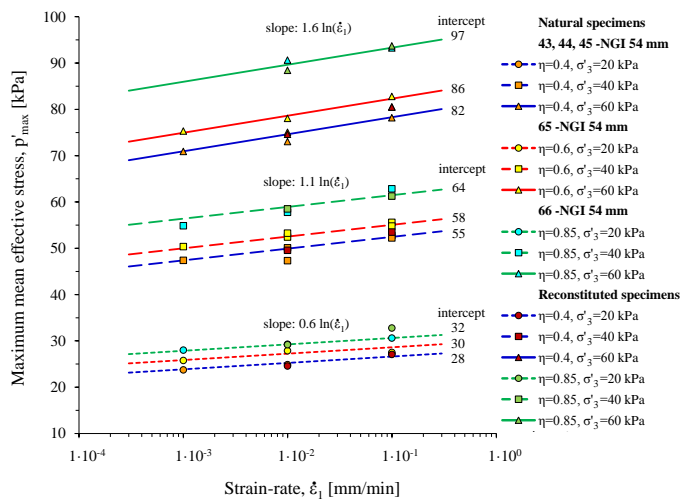 Maximum mean effective stress, p'max [kPa]
100
90
80
70
60
50
40
30
20
10
slope: 1.6 ln(ε̇1)
intercept
97
86
82
slope: 1.1 ln(ε̇1)
intercept
64
58
55
slope: 0.6 ln(ε̇1)
intercept
32
30
28
1·10-4
1·10-3
1·10-2
1·10-1
1·100
Strain-rate, ε̇1 [mm/min]
Natural specimens
43, 44, 45 -NGI 54 mm
η=0.4, σ'3=20 kPa
η=0.4, σ'3=40 kPa
η=0.4, σ'3=60 kPa
65 -NGI 54 mm
η=0.6, σ'3=20 kPa
η=0.6, σ'3=40 kPa
η=0.6, σ'3=60 kPa
66 -NGI 54 mm
η=0.85, σ'3=20 kPa
η=0.85, σ'3=40 kPa
η=0.85, σ'3=60 kPa
Reconstituted specimens
η=0.4, σ'3=20 kPa
η=0.4, σ'3=40 kPa
η=0.4, σ'3=60 kPa
η=0.85, σ'3=20 kPa
η=0.85, σ'3=40 kPa
η=0.85, σ'3=60 kPa